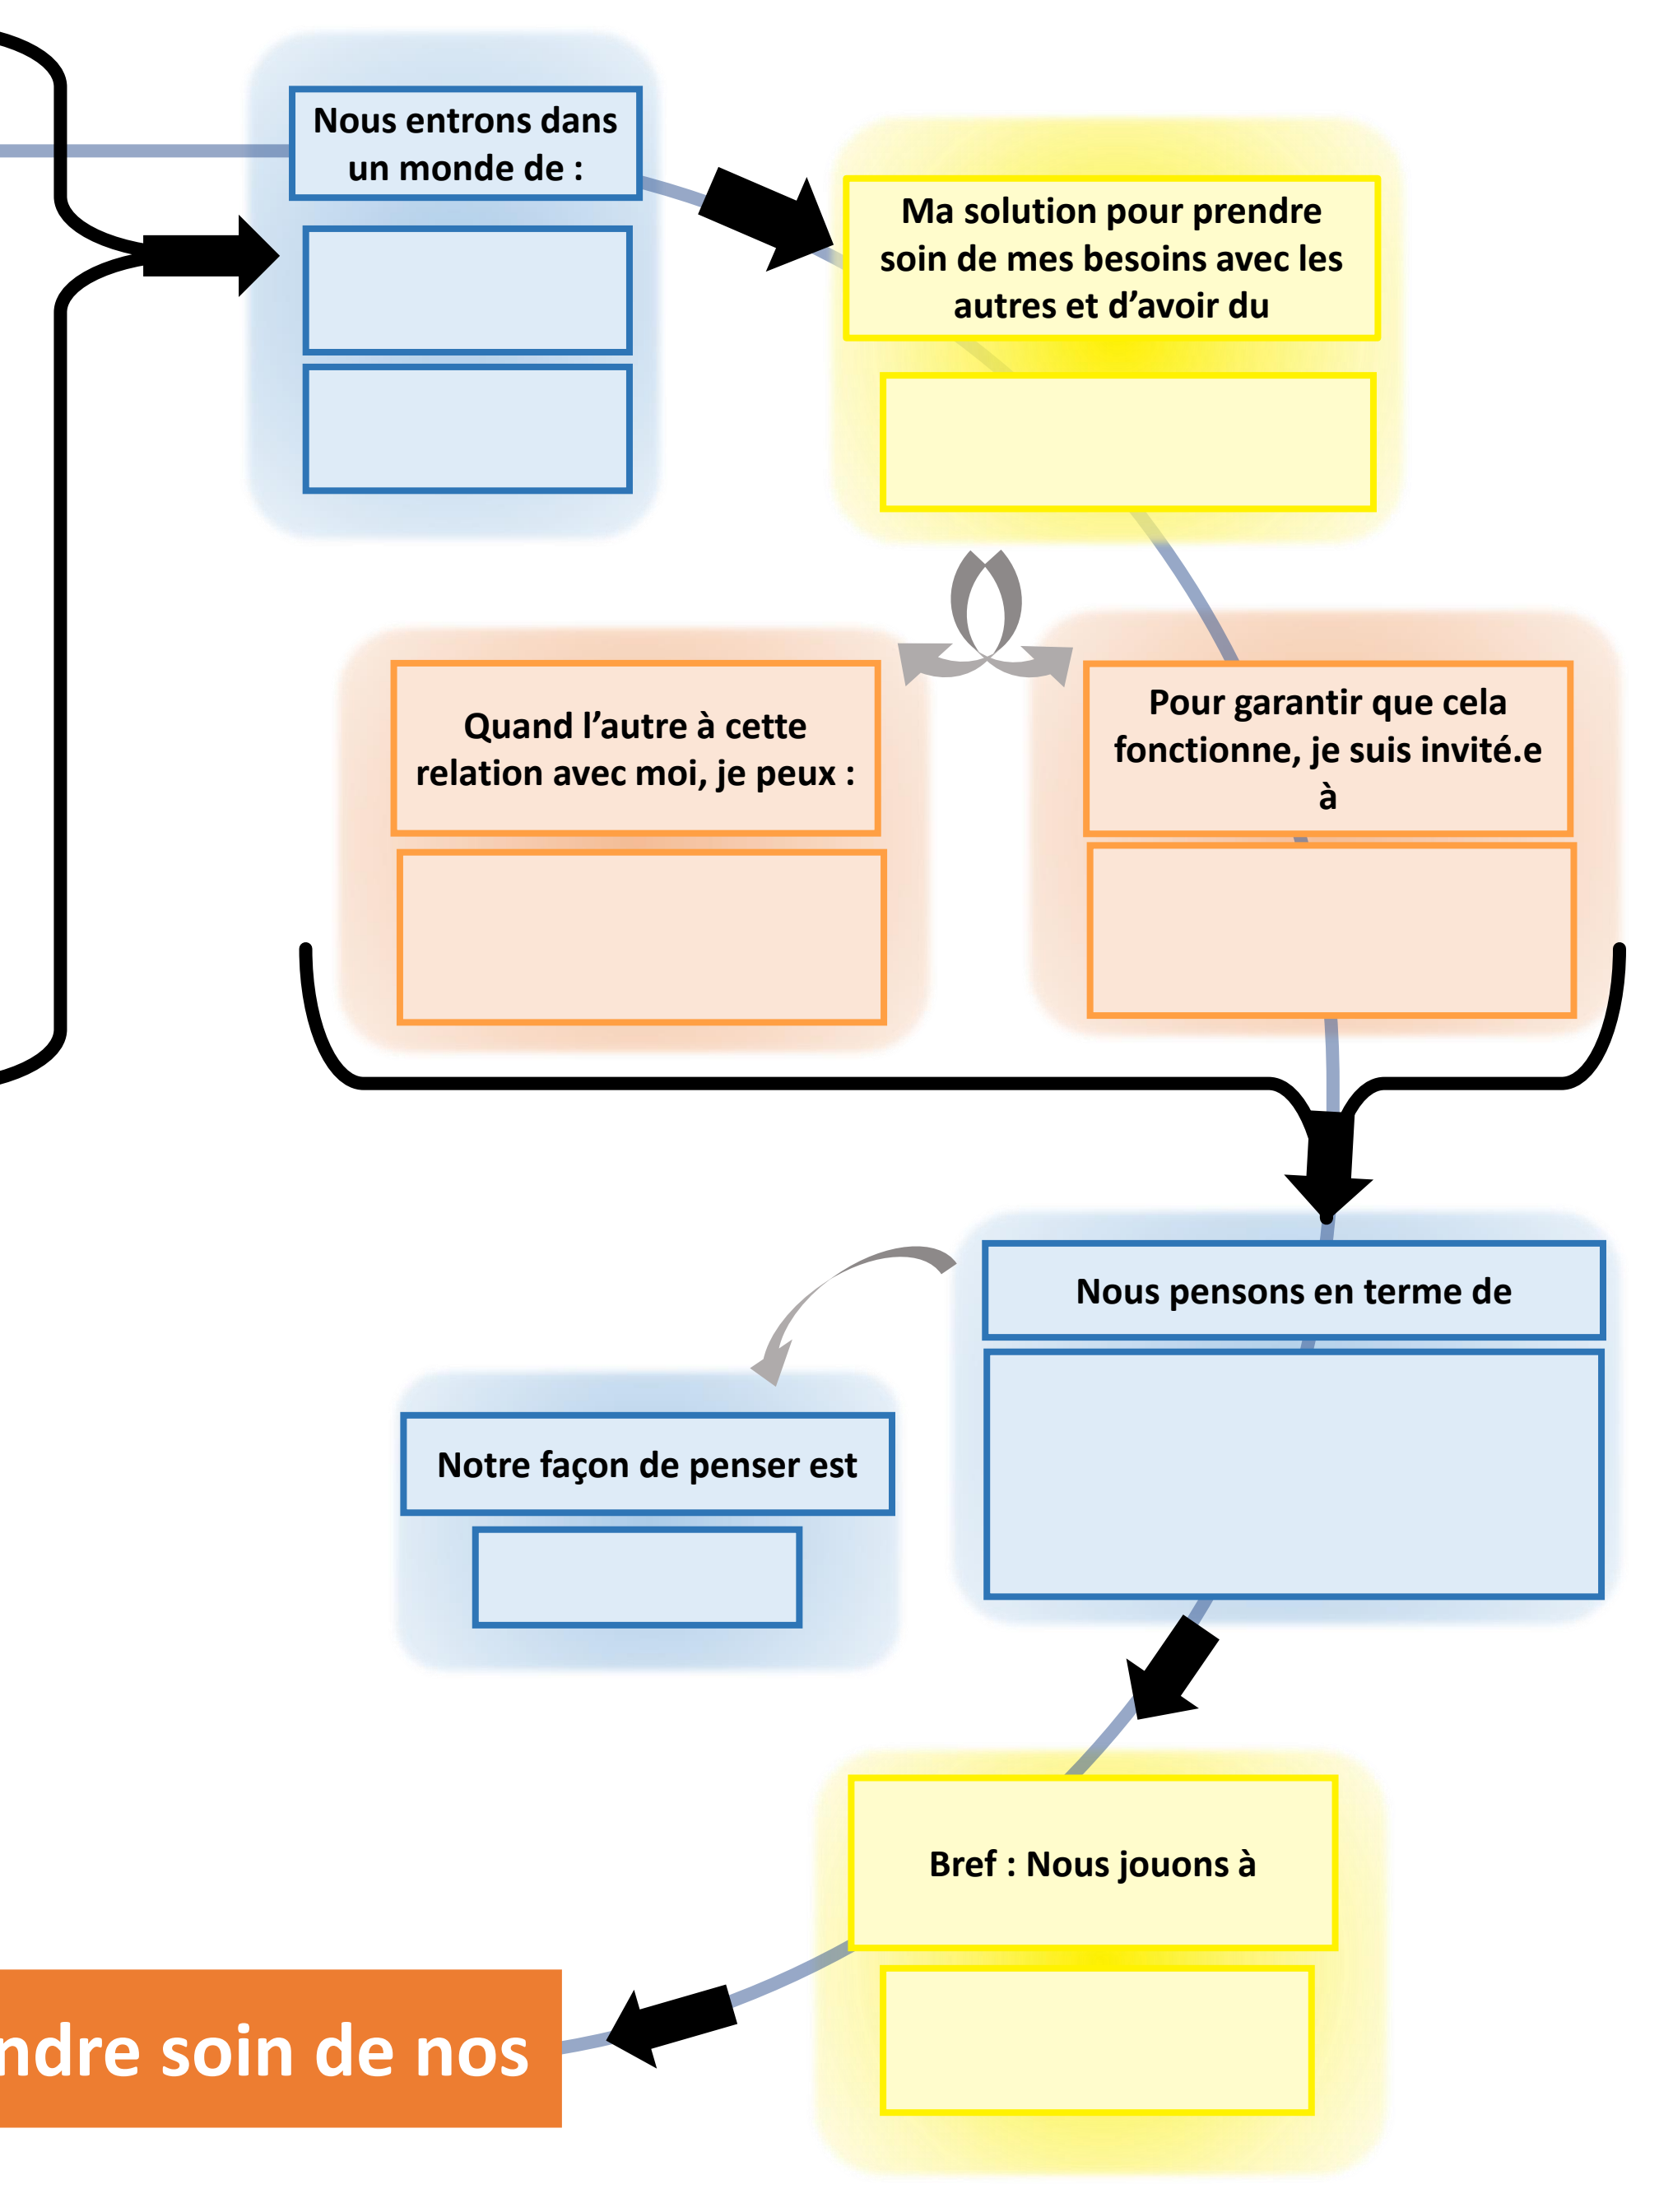 Nous entrons dans
un monde de :
Ma solution pour prendre
soin de mes besoins avec les
autres et d’avoir du
Quand l’autre à cette
relation avec moi, je peux :
Pour garantir que cela
fonctionne, je suis invité.e
à
Nous pensons en terme de
Notre façon de penser est
Bref : Nous jouons à
ndre soin de nos